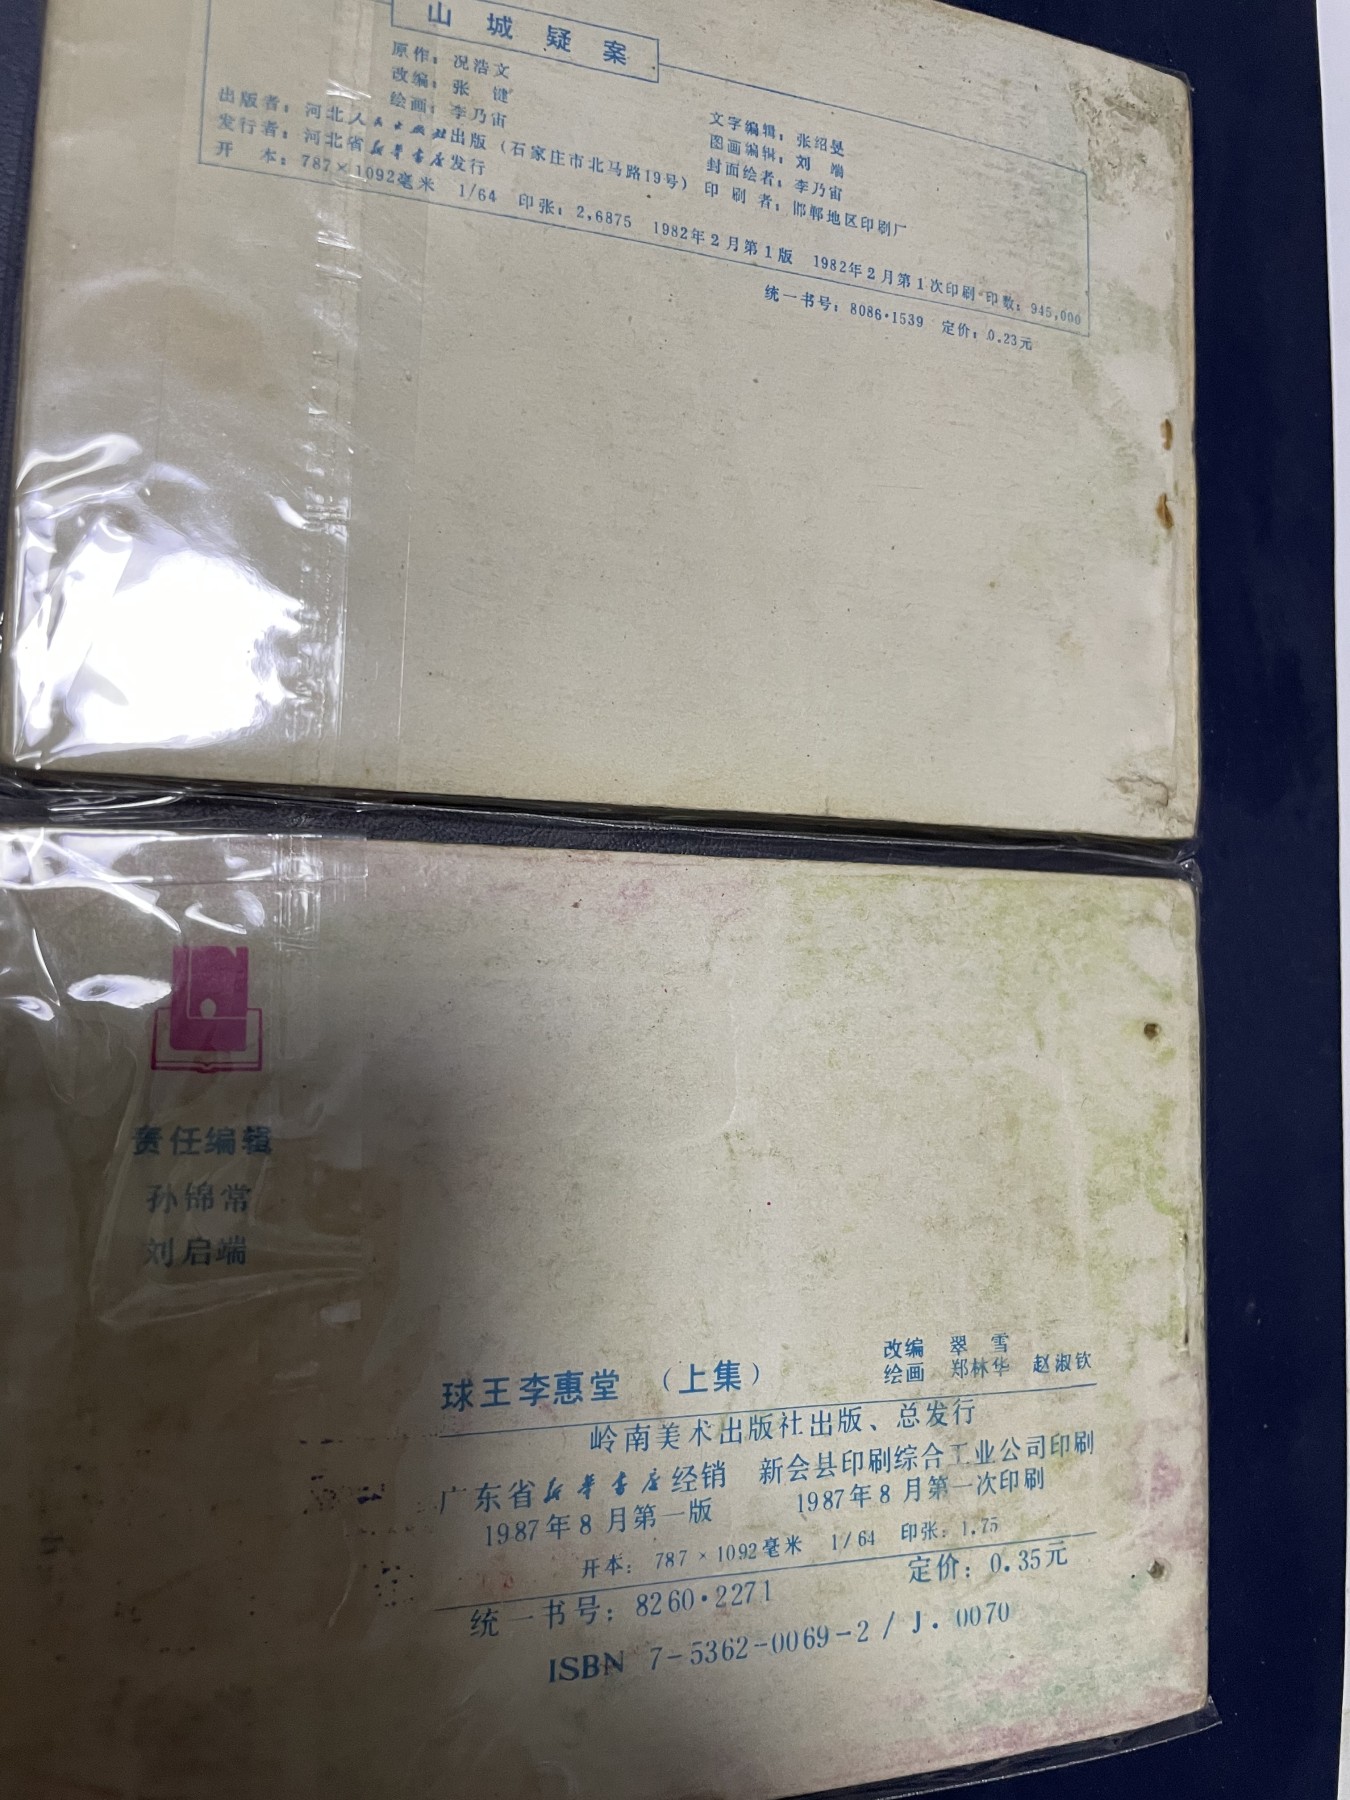 山城疑案
原作：况浩文
改编：张 键
绘画：李乃宙
文字编辑：张绍旻
图画编辑：刘 端
封面绘者：李乃宙
出版者：河北人民出版社出版（石家庄市北马路19号）
印刷者：邯郸地区印刷厂
发行者：河北省新华书店发行
开 本：787×1092毫米 1/64 印张：2,6875 1982年2月第1版 1982年2月第1次印刷·印数：945,000
统一书号：8086·1539 定价：0.23元
责任编辑
孙锦常
刘启端
球王李惠堂（上集）
改编 翠 雪
绘画 郑林华 赵淑钦
岭南美术出版社出版、总发行
广东省新华书店经销 新会县印刷综合工业公司印刷
1987年8月第一版 1987年8月第一次印刷
开本：787×1092毫米 1/64 印张：1.75
统一书号：8260·2271 定价：0.35元
ISBN 7-5362-0069-2/J.0070